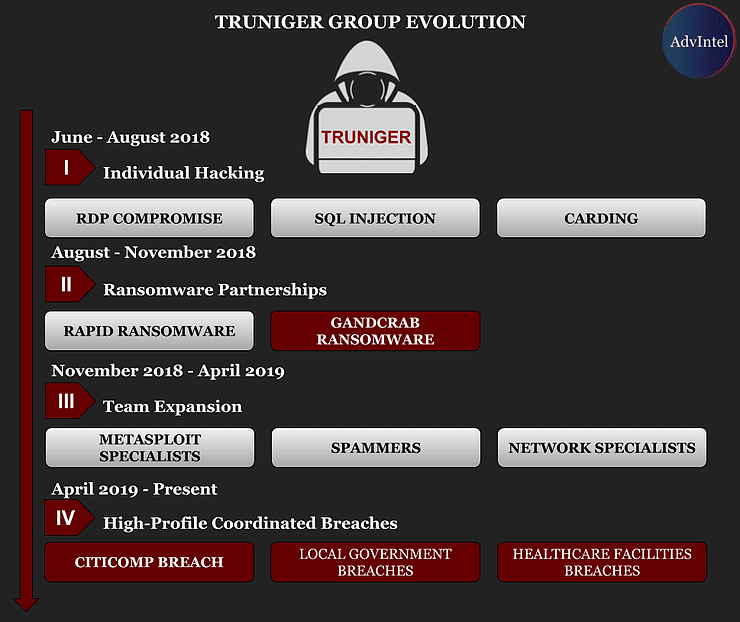 TRUNIGER GROUP EVOLUTION
AdvIntel
TRUNIGER
June - August 2018
I
Individual Hacking
RDP COMPROMISE
SQL INJECTION
CARDING
August - November 2018
II
Ransomware Partnerships
RAPID RANSOMWARE
GANDCRAB
RANSOMWARE
November 2018 - April 2019
III
Team Expansion
METASPLOIT
SPECIALISTS
SPAMMERS
NETWORK SPECIALISTS
April 2019 - Present
IV
High-Profile Coordinated Breaches
CITICOMP BREACH
LOCAL GOVERNMENT
BREACHES
HEALTHCARE FACILITIES
BREACHES